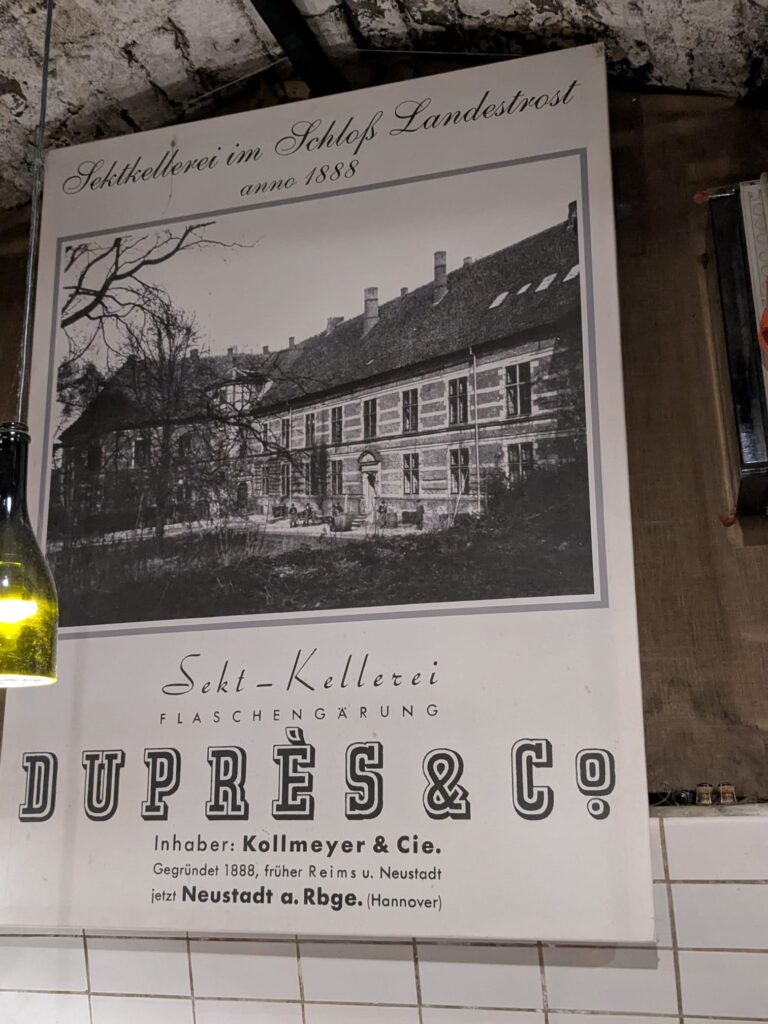 Sektkellerei im Schloß Landestrost
anno 1888
Sekt-Kellerei
FLASCHENGÄRUNG
DUPRÈS & Co
Inhaber: Kollmeyer & Cie.
Gegründet 1888, früher Reims u. Neustadt
jetzt Neustadt a. Rbge. (Hannover)